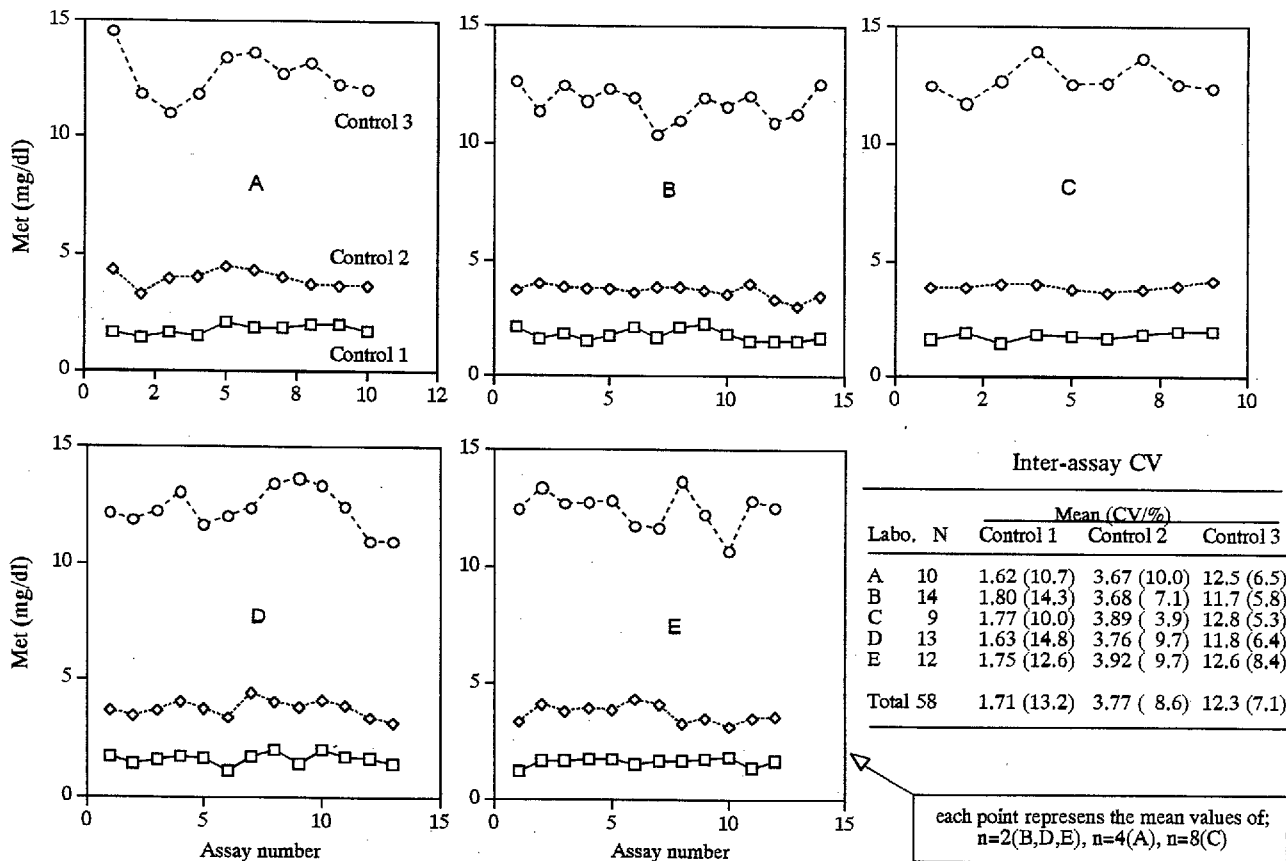 15
10
5
0
Met (mg/dl)
Control 3
A
Control 2
Control 1
0 2 5 8 10 12
15
10
5
0
B
0 5 10 15
15
10
5
0
C
0 2 5 8 10
15
10
5
0
Met (mg/dl)
D
0 5 10 15
Assay number
15
10
5
0
E
0 5 10 15
Assay number
Inter-assay CV
Mean (CV/%)
Labo. N Control 1 Control 2 Control 3
A 10 1.62 (10.7) 3.67 (10.0) 12.5 (6.5)
B 14 1.80 (14.3) 3.68 ( 7.1) 11.7 (5.8)
C 9 1.77 (10.0) 3.89 ( 3.9) 12.8 (5.3)
D 13 1.63 (14.8) 3.76 ( 9.7) 11.8 (6.4)
E 12 1.75 (12.6) 3.92 ( 9.7) 12.6 (8.4)
Total 58 1.71 (13.2) 3.77 ( 8.6) 12.3 (7.1)
each point represens the mean values of;
n=2(B,D,E), n=4(A), n=8(C)